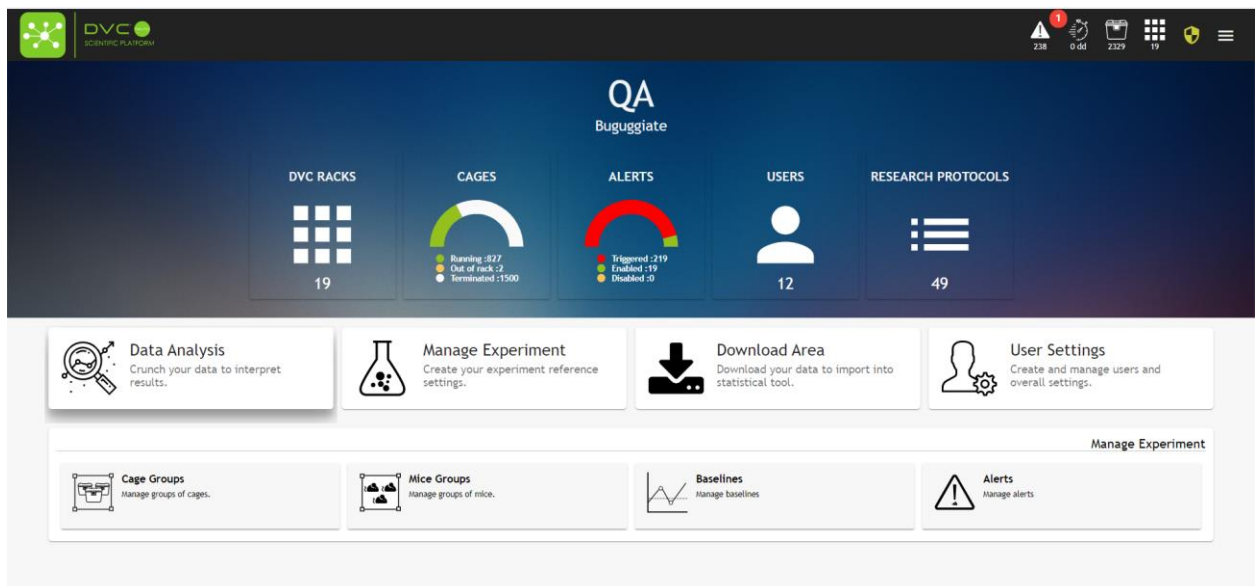 DVC
SCIENTIFIC PLATFORM
1
238
0 dd
2329
19
QA
Buguggiate
DVC RACKS
CAGES
ALERTS
USERS
RESEARCH PROTOCOLS
Running :827
Out of rack :2
Terminated :1500
Triggered :219
Enabled :19
Disabled :0
19
12
49
Data Analysis
Crunch your data to interpret
results.
Manage Experiment
Create your experiment reference
settings.
Download Area
Download your data to import into
statistical tool.
User Settings
Create and manage users and
overall settings.
Manage Experiment
Cage Groups
Manage groups of cages.
Mice Groups
Manage groups of mice.
Baselines
Manage baselines
Alerts
Manage alerts